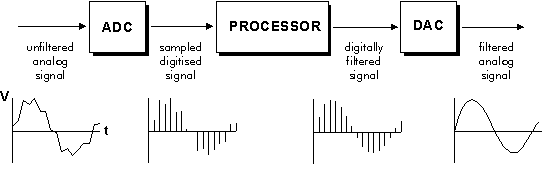 ADC
PROCESSOR
DAC
unfiltered
analog
signal
sampled
digitised
signal
digitally
filtered
signal
filtered
analog
signal
V
t